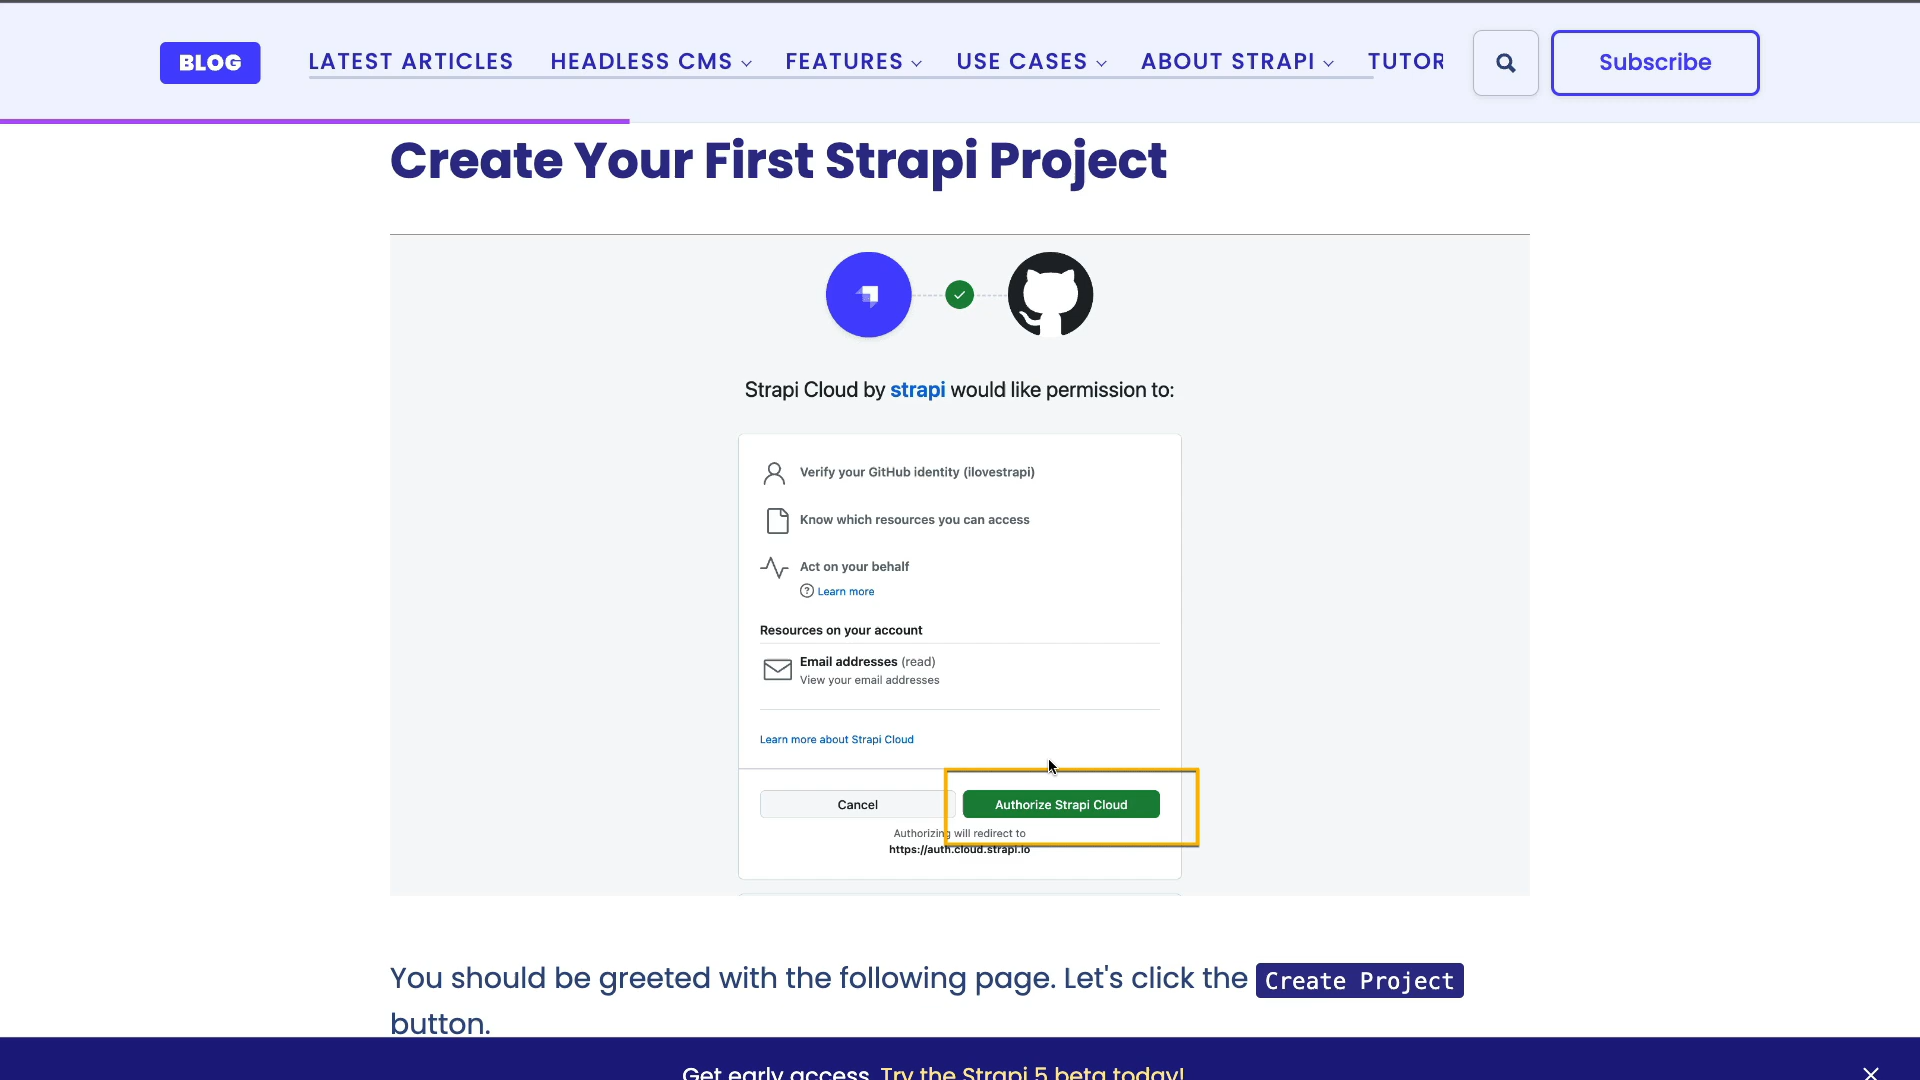 BLOG LATEST ARTICLES HEADLESS CMS FEATURES USE CASES ABOUT STRAPI TUTOR Subscribe
Create Your First Strapi Project
Strapi Cloud by strapi would like permission to:
Verify your GitHub identity (ilovestrapi)
Know which resources you can access
Act on your behalf
Learn more
Resources on your account
Email addresses (read)
View your email addresses
Learn more about Strapi Cloud
Cancel Authorize Strapi Cloud
Authorizing will redirect to
https://auth.cloud.strapi.io
You should be greeted with the following page. Let's click the Create Project
button.
Get early access. Try the Strapi 5 beta today!